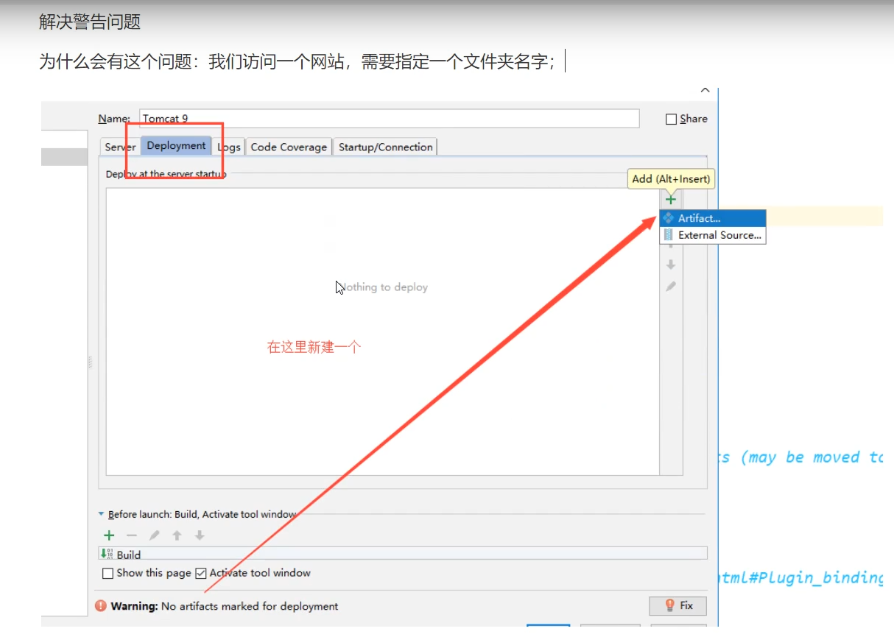 解决警告问题
为什么会有这个问题：我们访问一个网站，需要指定一个文件夹名字；
Name: Tomcat 9
Share
Server Deployment Logs Code Coverage Startup/Connection
Deploy at the server startup
Add (Alt+Insert)
Artifact...
External Source...
Nothing to deploy
在这里新建一个
(may be moved to
Before launch: Build, Activate tool window
Build
Show this page Activate tool window
html#Plugin_binding
Warning: No artifacts marked for deployment
Fix